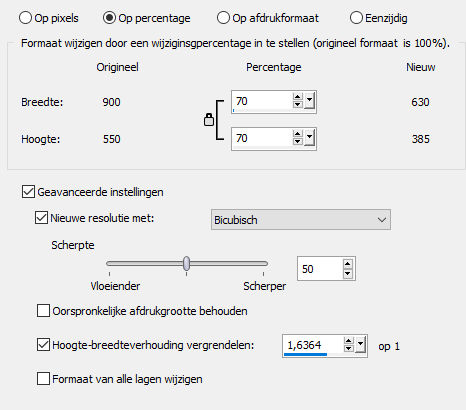 Op pixels Op percentage Op afdrukformaat Eenzijdig
Formaat wijzigen door een wijziginsgpercentage in te stellen (origineel formaat is 100%).
Origineel Percentage Nieuw
Breedte: 900 70 630
Hoogte: 550 70 385
Geavanceerde instellingen
Nieuwe resolutie met: Bicubisch
Scherpte
50
Vloeiender Scherper
Oorspronkelijke afdrukgrootte behouden
Hoogte-breedteverhouding vergrendelen: 1,6364 op 1
Formaat van alle lagen wijzigen